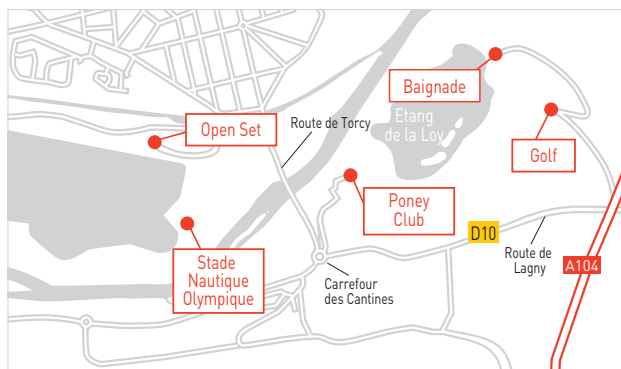 Baignade
Etang
de la Loy
Open Set
Route de Torcy
Golf
Poney
Club
D10
Route de
Lagny
A104
Stade
Nautique
Olympique
Carrefour
des Cantines